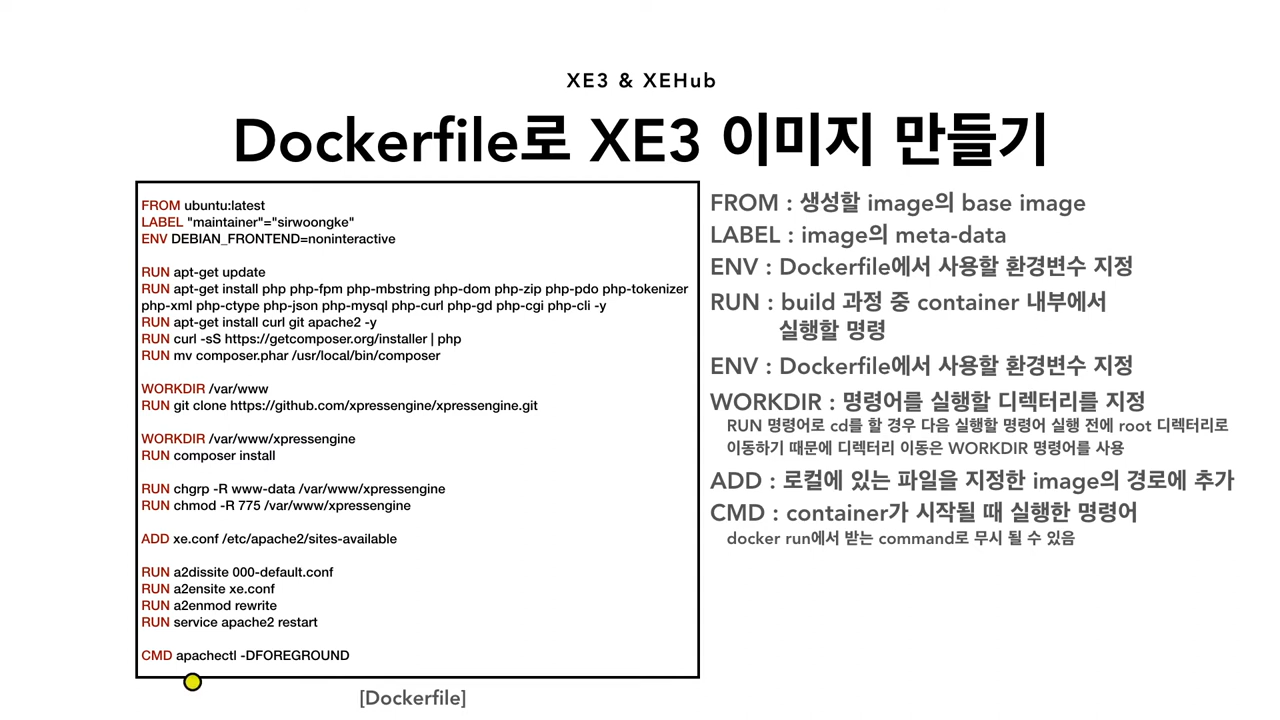 XE3 & XEHub
Dockerfile로 XE3 이미지 만들기
FROM ubuntu:latest
LABEL "maintainer"="sirwoongke"
ENV DEBIAN_FRONTEND=noninteractive
RUN apt-get update
RUN apt-get install php php-fpm php-mbstring php-dom php-zip php-pdo php-tokenizer
php-xml php-ctype php-json php-mysql php-curl php-gd php-cgi php-cli -y
RUN apt-get install curl git apache2 -y
RUN curl -sS https://getcomposer.org/installer | php
RUN mv composer.phar /usr/local/bin/composer
WORKDIR /var/www
RUN git clone https://github.com/xpressengine/xpressengine.git
WORKDIR /var/www/xpressengine
RUN composer install
RUN chgrp -R www-data /var/www/xpressengine
RUN chmod -R 775 /var/www/xpressengine
ADD xe.conf /etc/apache2/sites-available
RUN a2dissite 000-default.conf
RUN a2ensite xe.conf
RUN a2enmod rewrite
RUN service apache2 restart
CMD apachectl -DFOREGROUND
[Dockerfile]
FROM : 생성할 image의 base image
LABEL : image의 meta-data
ENV : Dockerfile에서 사용할 환경변수 지정
RUN : build 과정 중 container 내부에서
실행할 명령
ENV : Dockerfile에서 사용할 환경변수 지정
WORKDIR : 명령어를 실행할 디렉터리를 지정
RUN 명령어로 cd를 할 경우 다음 실행할 명령어 실행 전에 root 디렉터리로
이동하기 때문에 디렉터리 이동은 WORKDIR 명령어를 사용
ADD : 로컬에 있는 파일을 지정한 image의 경로에 추가
CMD : container가 시작될 때 실행한 명령어
docker run에서 받는 command로 무시 될 수 있음